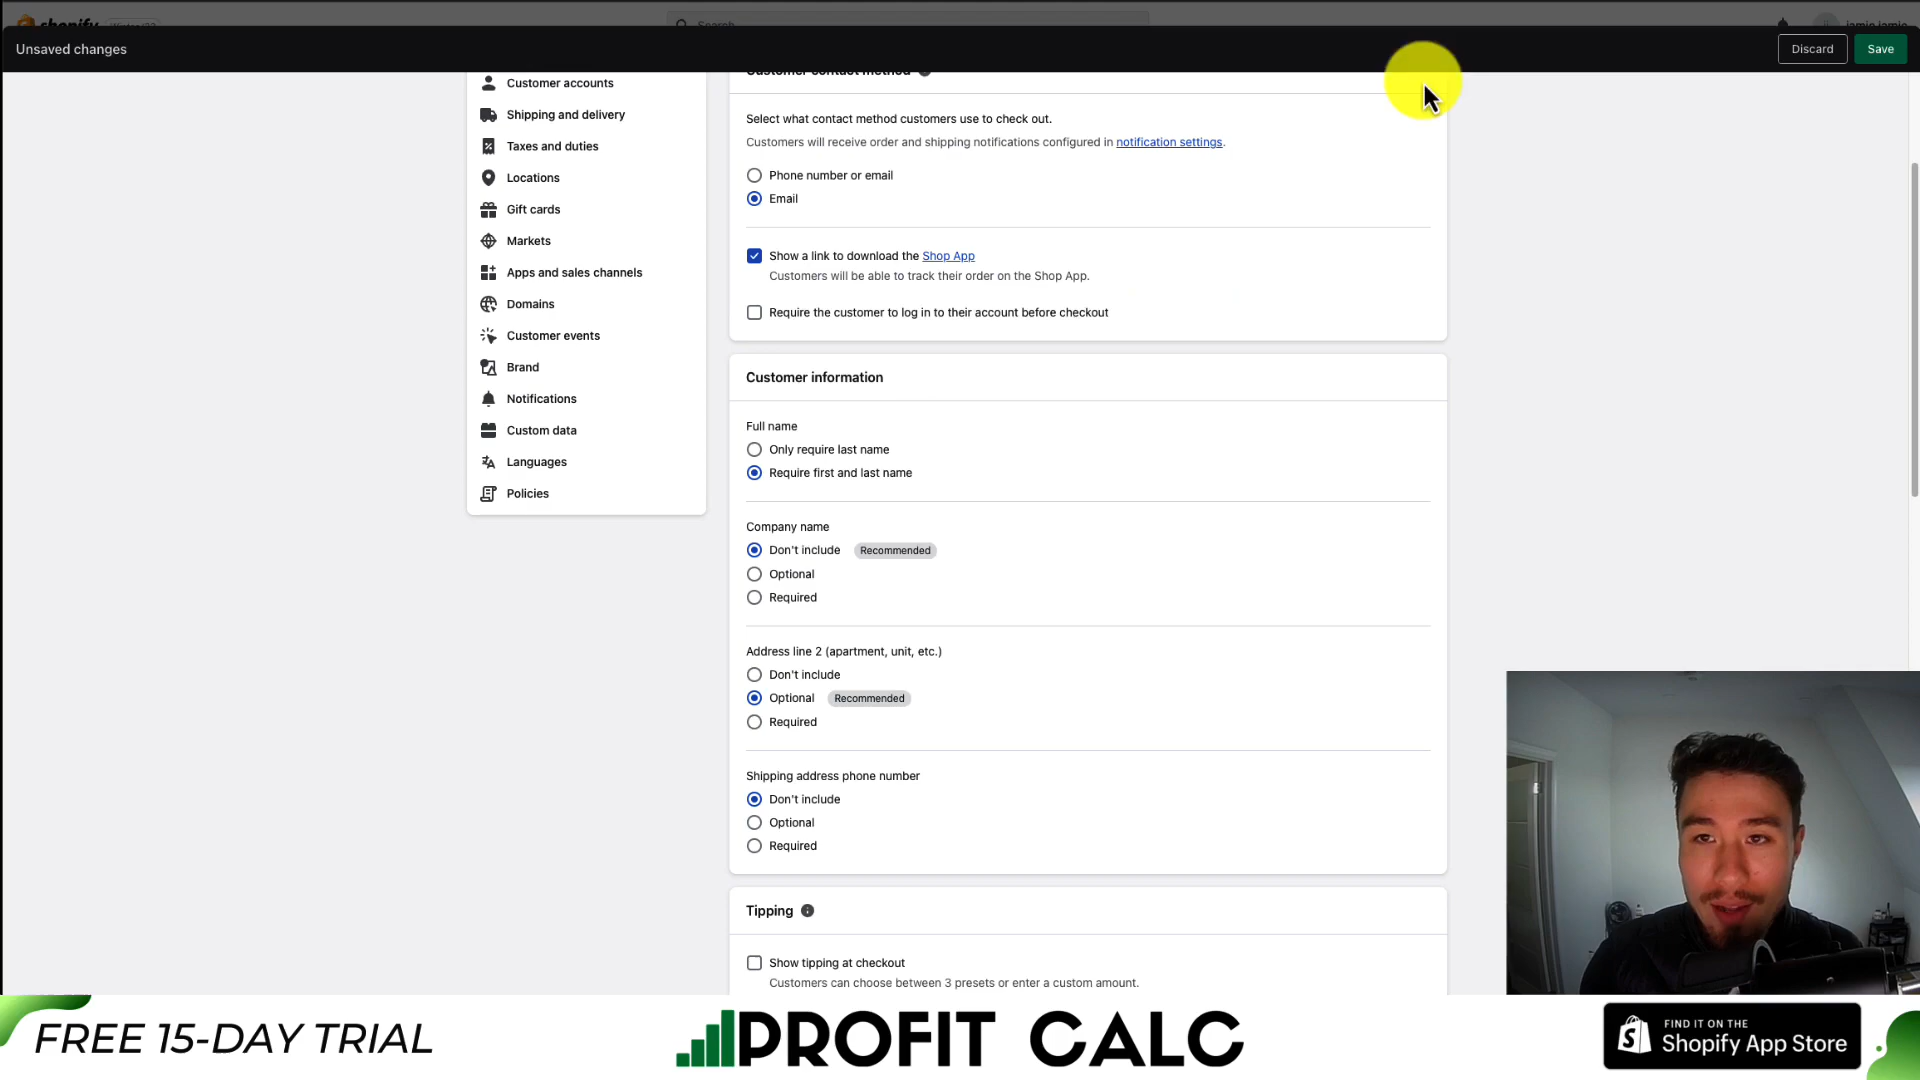 shopify
Search
jamin jamie
Unsaved changes
Discard
Save
Customer accounts
Shipping and delivery
Taxes and duties
Locations
Gift cards
Markets
Apps and sales channels
Domains
Customer events
Brand
Notifications
Custom data
Languages
Policies
Customer contact method
Select what contact method customers use to check out.
Customers will receive order and shipping notifications configured in notification settings.
Phone number or email
Email
Show a link to download the Shop App
Customers will be able to track their order on the Shop App.
Require the customer to log in to their account before checkout
Customer information
Full name
Only require last name
Require first and last name
Company name
Don't include Recommended
Optional
Required
Address line 2 (apartment, unit, etc.)
Don't include
Optional Recommended
Required
Shipping address phone number
Don't include
Optional
Required
Tipping
Show tipping at checkout
Customers can choose between 3 presets or enter a custom amount.
FREE 15-DAY TRIAL
PROFIT CALC
FIND IT ON THE
Shopify App Store